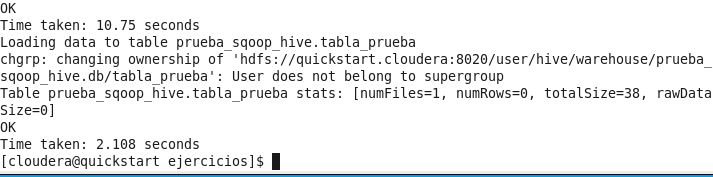 OK
Time taken: 10.75 seconds
Loading data to table prueba_sqoop_hive.tabla_prueba
chgrp: changing ownership of 'hdfs://quickstart.cloudera:8020/user/hive/warehouse/prueba_
sqoop_hive.db/tabla_prueba': User does not belong to supergroup
Table prueba_sqoop_hive.tabla_prueba stats: [numFiles=1, numRows=0, totalSize=38, rawData
Size=0]
OK
Time taken: 2.108 seconds
[cloudera@quickstart ejercicios]$